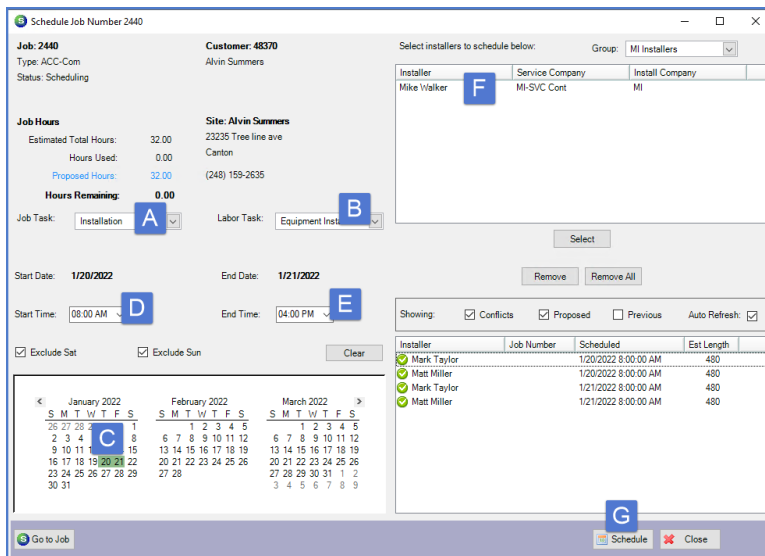 Schedule Job Number 2440
Job: 2440
Type: ACC-Com
Status: Scheduling
Customer: 48370
Alvin Summers
Job Hours
Estimated Total Hours: 32.00
Hours Used: 0.00
Proposed Hours: 32.00
Hours Remaining: 0.00
Site: Alvin Summers
23235 Tree line ave
Canton
(248) 159-2635
Job Task: Installation A
Labor Task: Equipment Inst B
Start Date: 1/20/2022
End Date: 1/21/2022
Start Time: 08:00 AM D
End Time: 04:00 PM E
Exclude Sat
Exclude Sun
Clear
January 2022
S M T W T F S
26 27 28 1
2 3 4 8
9 10 11 15
16 17 18 19 20 21 22
23 24 25 26 27 28 29
30 31
C
February 2022
S M T W T F S
1 2 3 4 5
6 7 8 9 10 11 12
13 14 15 16 17 18 19
20 21 22 23 24 25 26
27 28
March 2022
S M T W T F S
1 2 3 4 5
6 7 8 9 10 11 12
13 14 15 16 17 18 19
20 21 22 23 24 25 26
27 28 29 30 31 1 2
3 4 5 6 7 8 9
Select installers to schedule below:
Group: MI Installers
Installer Service Company Install Company
Mike Walker F MI-SVC Cont MI
Select
Remove Remove All
Showing: Conflicts Proposed Previous Auto Refresh:
Installer Job Number Scheduled Est Length
Mark Taylor 1/20/2022 8:00:00 AM 480
Matt Miller 1/20/2022 8:00:00 AM 480
Mark Taylor 1/21/2022 8:00:00 AM 480
Matt Miller 1/21/2022 8:00:00 AM 480
G
S Go to Job
Schedule Close